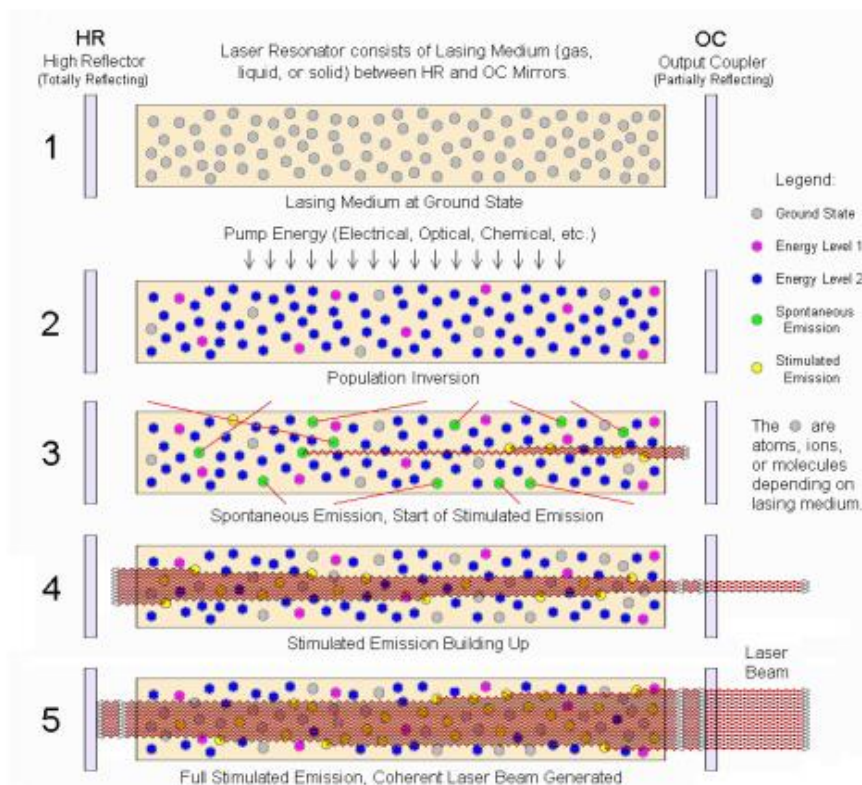 HR
High Reflector
(Totally Reflecting)
Laser Resonator consists of Lasing Medium (gas,
liquid, or solid) between HR and OC Mirrors.
OC
Output Coupler
(Partially Reflecting)
1
Lasing Medium at Ground State
Pump Energy (Electrical, Optical, Chemical, etc.)
2
Population Inversion
3
Spontaneous Emission, Start of Stimulated Emission
4
Stimulated Emission Building Up
Laser
Beam
5
Full Stimulated Emission, Coherent Laser Beam Generated
Legend:
Ground State
Energy Level 1
Energy Level 2
Spontaneous
Emission
Stimulated
Emission
The are
atoms, ions,
or molecules
depending on
lasing medium.